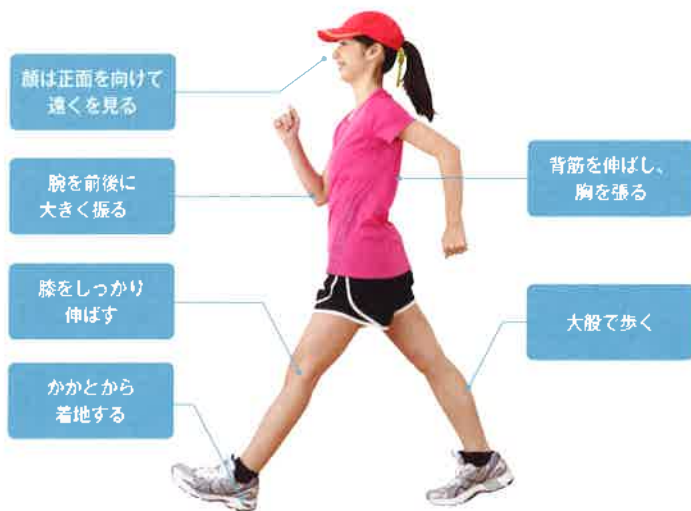 顔は正面を向けて
遠くを見る
腕を前後に
大きく振る
膝をしっかり
伸ばす
かかとから
着地する
背筋を伸ばし、
胸を張る
大股で歩く